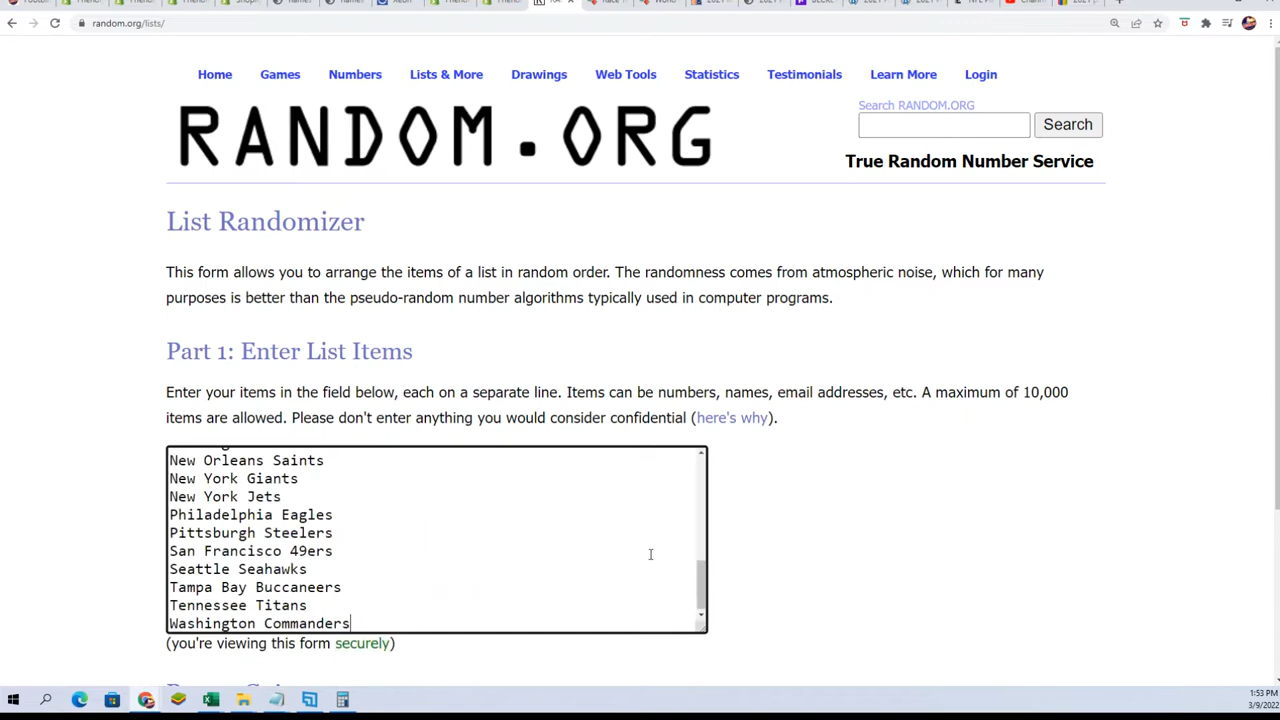 random.org/lists/
Home Games Numbers Lists & More Drawings Web Tools Statistics Testimonials Learn More Login
RANDOM.ORG
Search RANDOM.ORG
Search
True Random Number Service
List Randomizer
This form allows you to arrange the items of a list in random order. The randomness comes from atmospheric noise, which for many
purposes is better than the pseudo-random number algorithms typically used in computer programs.
Part 1: Enter List Items
Enter your items in the field below, each on a separate line. Items can be numbers, names, email addresses, etc. A maximum of 10,000
items are allowed. Please don't enter anything you would consider confidential (here's why).
New Orleans Saints
New York Giants
New York Jets
Philadelphia Eagles
Pittsburgh Steelers
San Francisco 49ers
Seattle Seahawks
Tampa Bay Buccaneers
Tennessee Titans
Washington Commanders
(you're viewing this form securely)
1:53 PM
3/9/2022